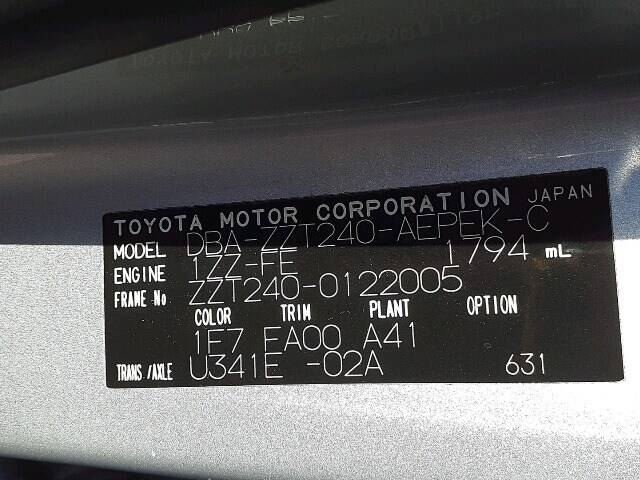 TOYOTA MOTOR CORPORATION JAPAN
MODEL DBA-ZZT240-AEPEK-C
ENGINE 1ZZ-FE 1794 mL
FRAME No ZZT240-0122005
COLOR TRIM PLANT OPTION
1F7 FA00 A41
TRANS/AXLE U341E -02A 631